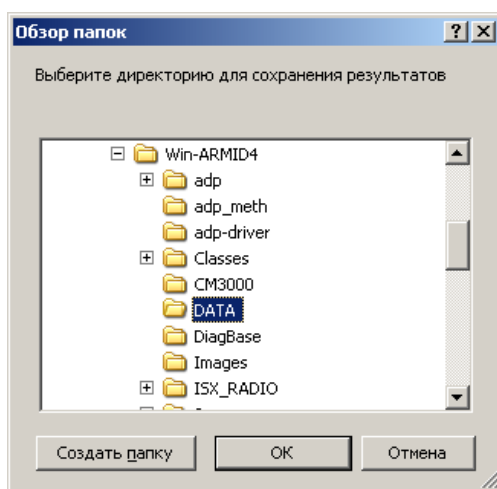 Обзор папок
Выберите директорию для сохранения результатов
Win-ARMID4
adp
adp_meth
adp-driver
Classes
CM3000
DATA
DiagBase
Images
ISX_RADIO
Создать папку
ОК
Отмена